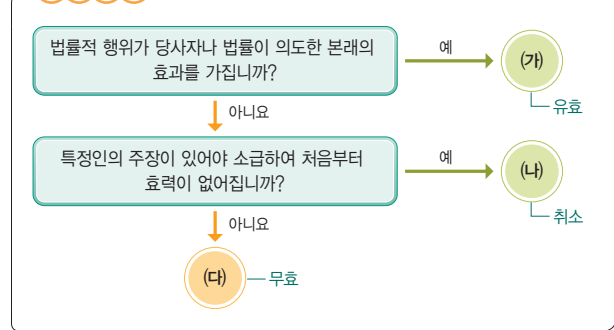 법률적 행위가 당사자나 법률이 의도한 본래의
효과를 가집니까?
예
(가)
유효
아니요
특정인의 주장이 있어야 소급하여 처음부터
효력이 없어집니까?
예
(나)
취소
아니요
(다)
무효